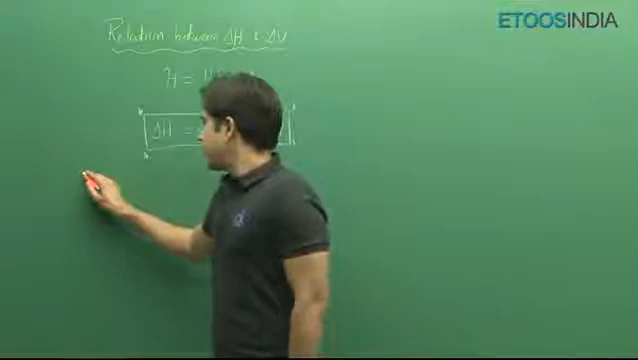 ETOOSINDIA
Relation between ΔH & ΔU
H = U
ΔH =